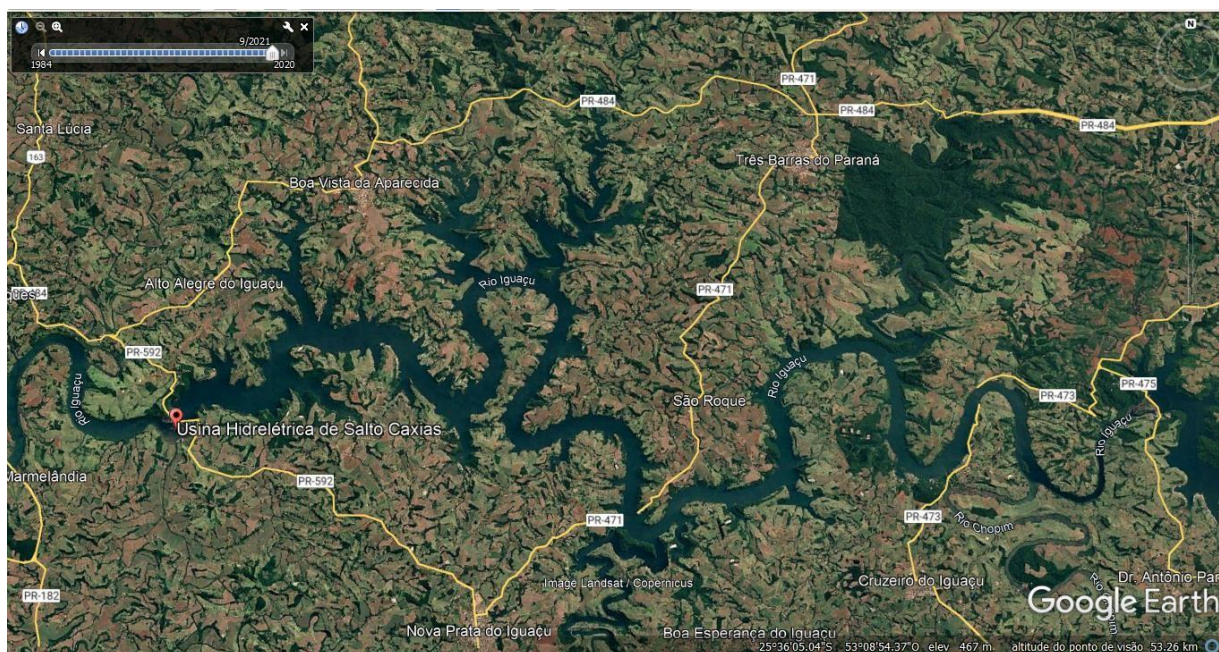 9/2021
1984
2020
N
PR-471
PR-484
PR-484
PR-484
Santa Lúcia
163
Três Barras do Paraná
Boa Vista da Aparecida
Rio Iguaçu
Alto Alegre do Iguaçu
PR-471
ques
PR-484
PR-592
Rio Iguaçu
Rio Iguaçu
PR-475
PR-473
São Roque
Rio Iguaçu
Usina Hidrelétrica de Salto Caxias
Marmelândia
PR-592
PR-471
PR-473
Rio Chopim
Image Landsat / Copernicus
Cruzeiro do Iguaçu
Dr. Antônio Par
PR-182
Google Earth
Nova Prata do Iguaçu
Boa Esperança do Iguaçu
25°36'05.04"S 53°08'54.37"O elev 467 m altitude do ponto de visão 53.26 km